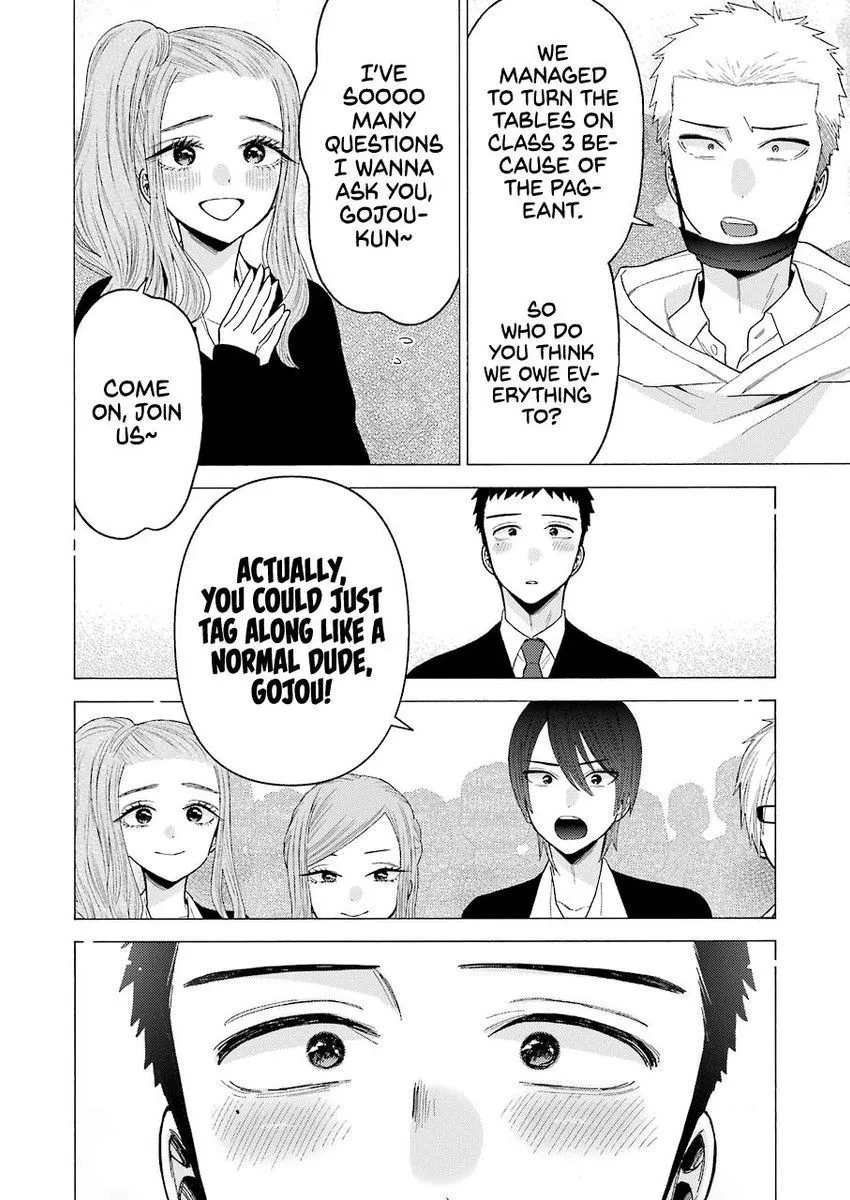 WE
MANAGED
TO TURN THE
TABLES ON
CLASS 3 BE-
CAUSE OF
THE PAG-
EANT.
SO
WHO DO
YOU THINK
WE OWE EV-
ERYTHING
TO?
I'VE
SOOOO
MANY
QUESTIONS
I WANNA
ASK YOU,
GOJOU-
KUN~
COME
ON, JOIN
US~
ACTUALLY,
YOU COULD JUST
TAG ALONG LIKE A
NORMAL DUDE,
GOJOU!